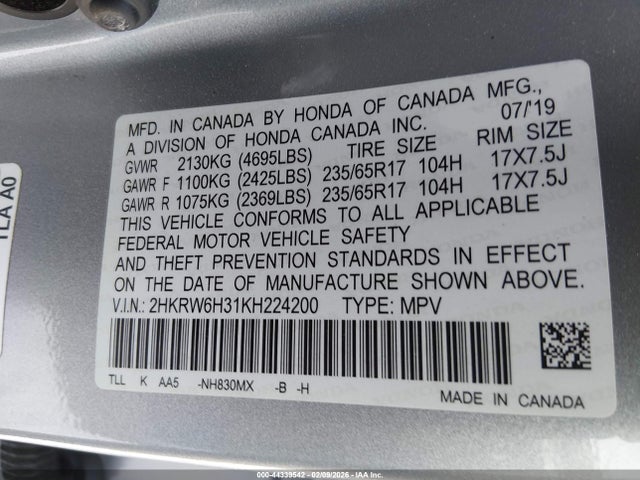 MFD. IN CANADA BY HONDA OF CANADA MFG.,
A DIVISION OF HONDA CANADA INC. 07/'19
GVWR 2130KG (4695LBS) TIRE SIZE RIM SIZE
GAWR F 1100KG (2425LBS) 235/65R17 104H 17X7.5J
GAWR R 1075KG (2369LBS) 235/65R17 104H 17X7.5J
THIS VEHICLE CONFORMS TO ALL APPLICABLE
FEDERAL MOTOR VEHICLE SAFETY
AND THEFT PREVENTION STANDARDS IN EFFECT
ON THE DATE OF MANUFACTURE SHOWN ABOVE.
V.I.N: 2HKRW6H31KH224200 TYPE: MPV
TLL K AA5 -NH830MX -B -H
MADE IN CANADA
TLA A0
000-44339542 - 02/09/2026 - IAA Inc.